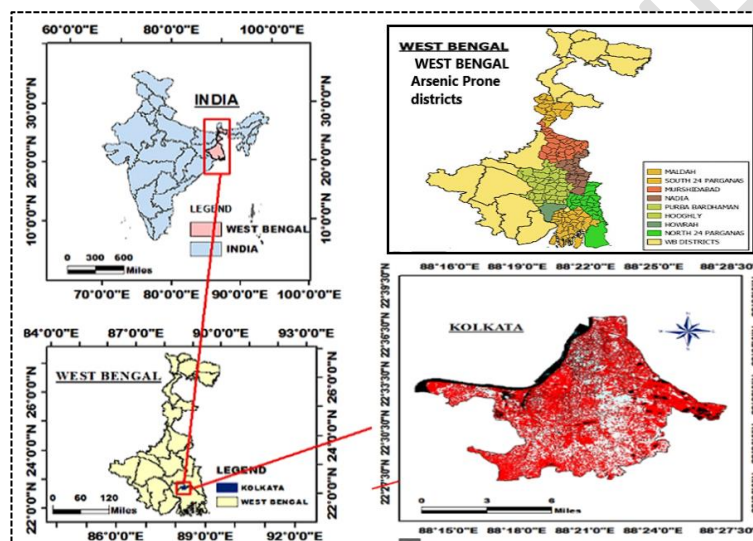 60°0'0"E 80°0'0"E 100°0'0"E
INDIA
30°0'0"N
20°0'0"N
10°0'0"N
30°0'0"N
20°0'0"N
10°0'0"N
LEGEND
WEST BENGAL
INDIA
0 300 600
Miles
70°0'0"E 80°0'0"E 90°0'0"E 100°0'0"E
WEST BENGAL
WEST BENGAL
Arsenic Prone
districts
MALDAH
SOUTH 24 PARGANAS
MURSHIDABAD
NADIA
PURBA BARDHAMAN
HOOGHLY
HOWRAH
NORTH 24 PARGANAS
WB DISTRICTS
84°0'0"E 87°0'0"E 90°0'0"E 93°0'0"E
WEST BENGAL
26°0'0"N
24°0'0"N
22°0'0"N
26°0'0"N
24°0'0"N
22°0'0"N
LEGEND
KOLKATA
WEST BENGAL
0 60 120
Miles
86°0'0"E 88°0'0"E 90°0'0"E 92°0'0"E
88°16'0"E 88°19'0"E 88°22'0"E 88°25'0"E 88°28'30"E
KOLKATA
22°39'30"N
22°36'30"N
22°33'30"N
22°30'30"N
22°27'30"N
0 3 6
Miles
88°15'0"E 88°18'0"E 88°21'0"E 88°24'0"E 88°27'30"E